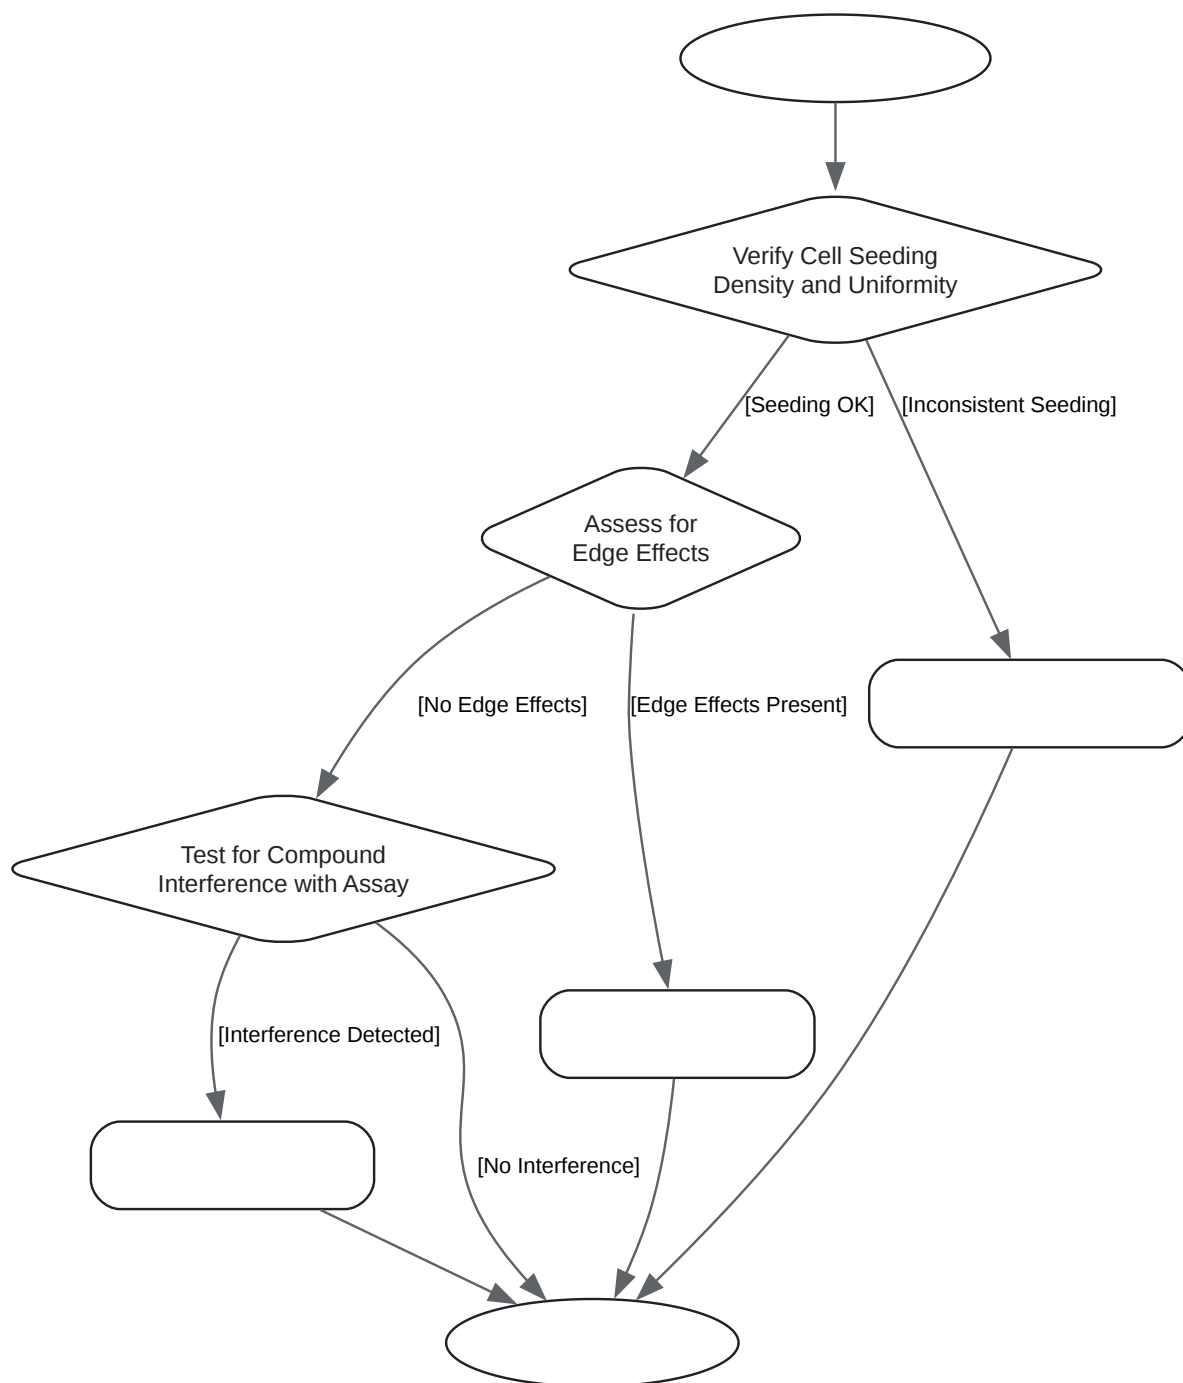 Verify Cell Seeding
Density and Uniformity
[Seeding OK]
[Inconsistent Seeding]
Assess for
Edge Effects
[No Edge Effects]
[Edge Effects Present]
Test for Compound
Interference with Assay
[Interference Detected]
[No Interference]